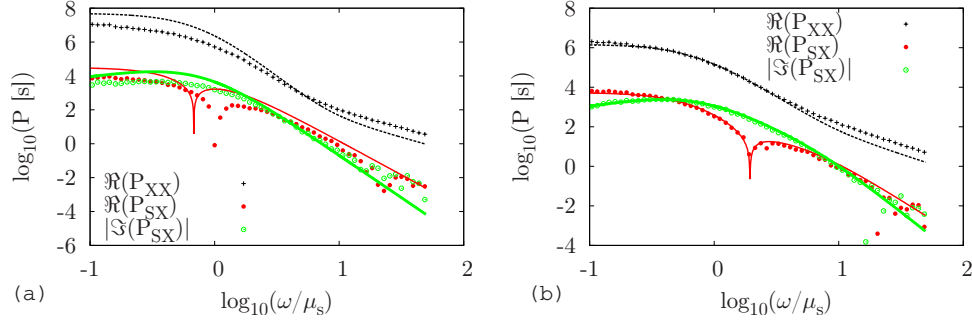 8
6
4
2
0
-2
-4
-6
-1
0
1
2
log10(P [s])
log10(ω/μs)
ℜ(PXX)
ℜ(PSX)
|ℑ(PSX)|
(a)
8
6
4
2
0
-2
-4
-1
0
1
2
log10(P [s])
log10(ω/μs)
ℜ(PXX)
ℜ(PSX)
|ℑ(PSX)|
(b)